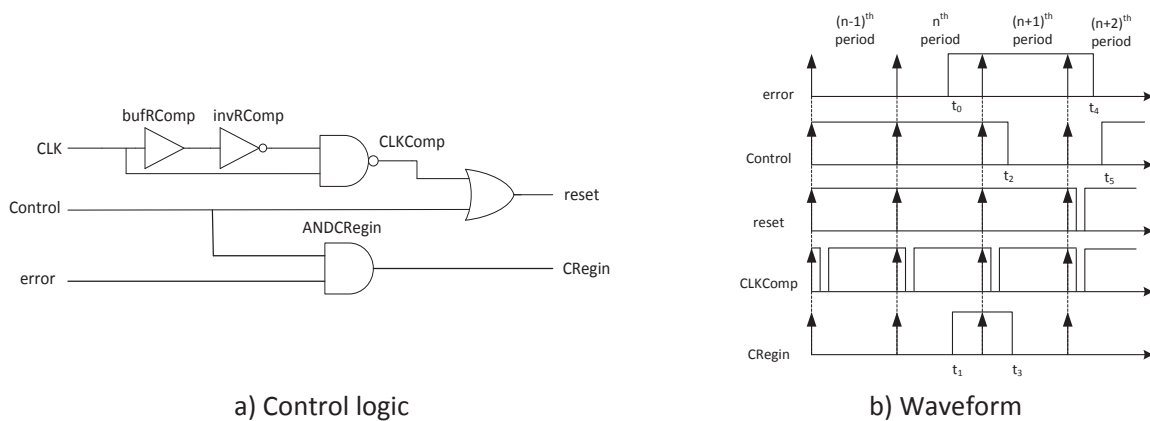 bufRComp
invRComp
CLK
CLKComp
Control
reset
ANDCRegin
error
CRegin
a) Control logic
(n-1)th
period
nth
period
(n+1)th
period
(n+2)th
period
error
t0
t4
Control
t2
t5
reset
CLKComp
CRegin
t1
t3
b) Waveform